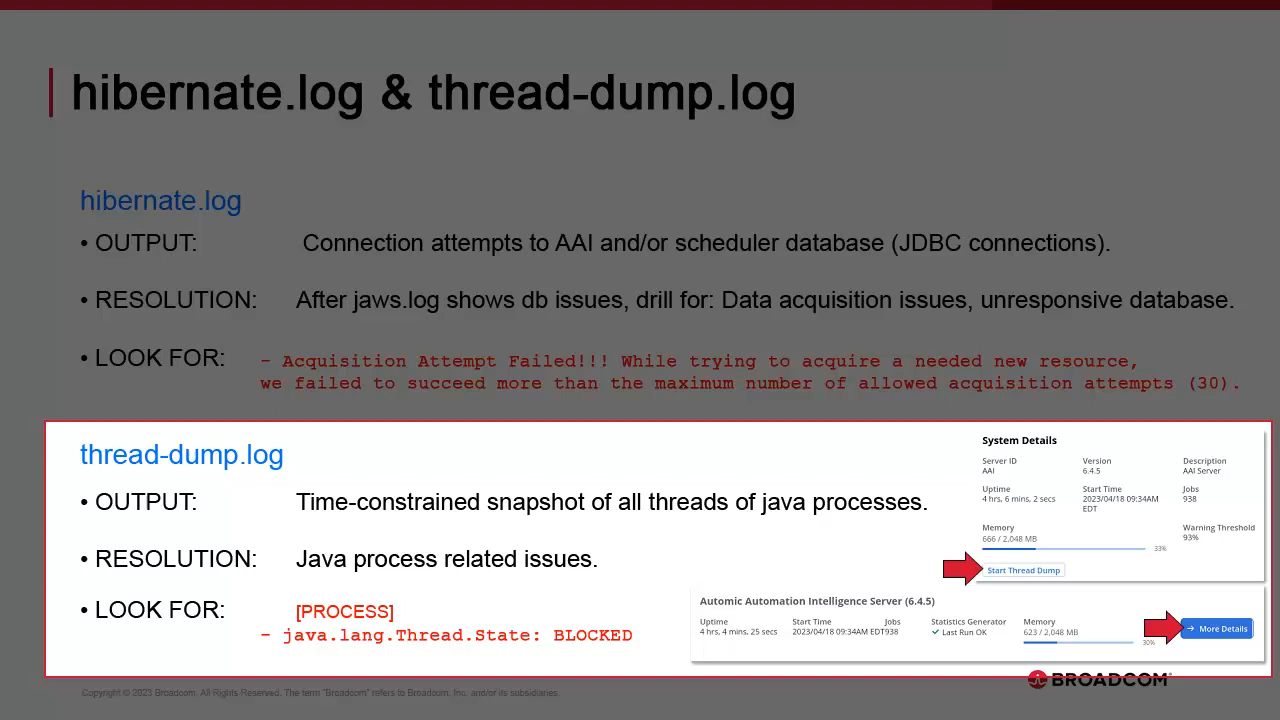 hibernate.log & thread-dump.log
hibernate.log
• OUTPUT: Connection attempts to AAI and/or scheduler database (JDBC connections).
• RESOLUTION: After jaws.log shows db issues, drill for: Data acquisition issues, unresponsive database.
• LOOK FOR: - Acquisition Attempt Failed!!! While trying to acquire a needed new resource,
we failed to succeed more than the maximum number of allowed acquisition attempts (30).
thread-dump.log
• OUTPUT: Time-constrained snapshot of all threads of java processes.
• RESOLUTION: Java process related issues.
• LOOK FOR: [PROCESS]
- java.lang.Thread.State: BLOCKED
System Details
Server ID Version Description
AAI 6.4.5 AAI Server
Uptime Start Time Jobs
4 hrs, 6 mins, 2 secs 2023/04/18 09:34AM 938
EDT
Memory Warning Threshold
666 / 2,048 MB 93%
33%
Start Thread Dump
Automic Automation Intelligence Server (6.4.5)
Uptime Start Time Jobs Statistics Generator Memory
4 hrs, 4 mins, 25 secs 2023/04/18 09:34AM EDT938 ✓ Last Run OK 623 / 2,048 MB
30%
→ More Details
BROADCOM®
Copyright © 2023 Broadcom. All Rights Reserved. The term "Broadcom" refers to Broadcom. Inc. and/or its subsidiaries.